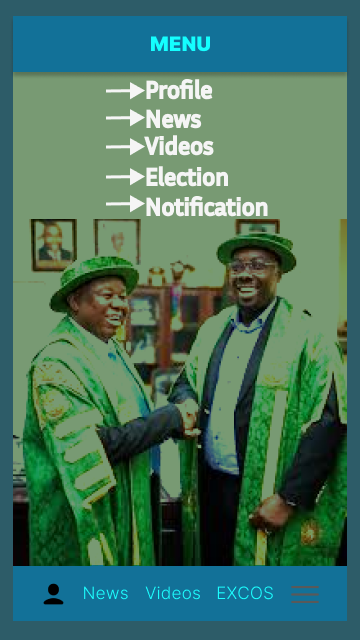 MENU
Profile
News
Videos
Election
Notification
News Videos EXCOS